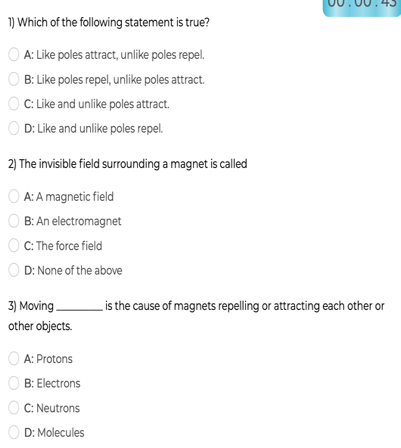 00:00:43
1) Which of the following statement is true?
A: Like poles attract, unlike poles repel.
B: Like poles repel, unlike poles attract.
C: Like and unlike poles attract.
D: Like and unlike poles repel.
2) The invisible field surrounding a magnet is called
A: A magnetic field
B: An electromagnet
C: The force field
D: None of the above
3) Moving ________ is the cause of magnets repelling or attracting each other or
other objects.
A: Protons
B: Electrons
C: Neutrons
D: Molecules